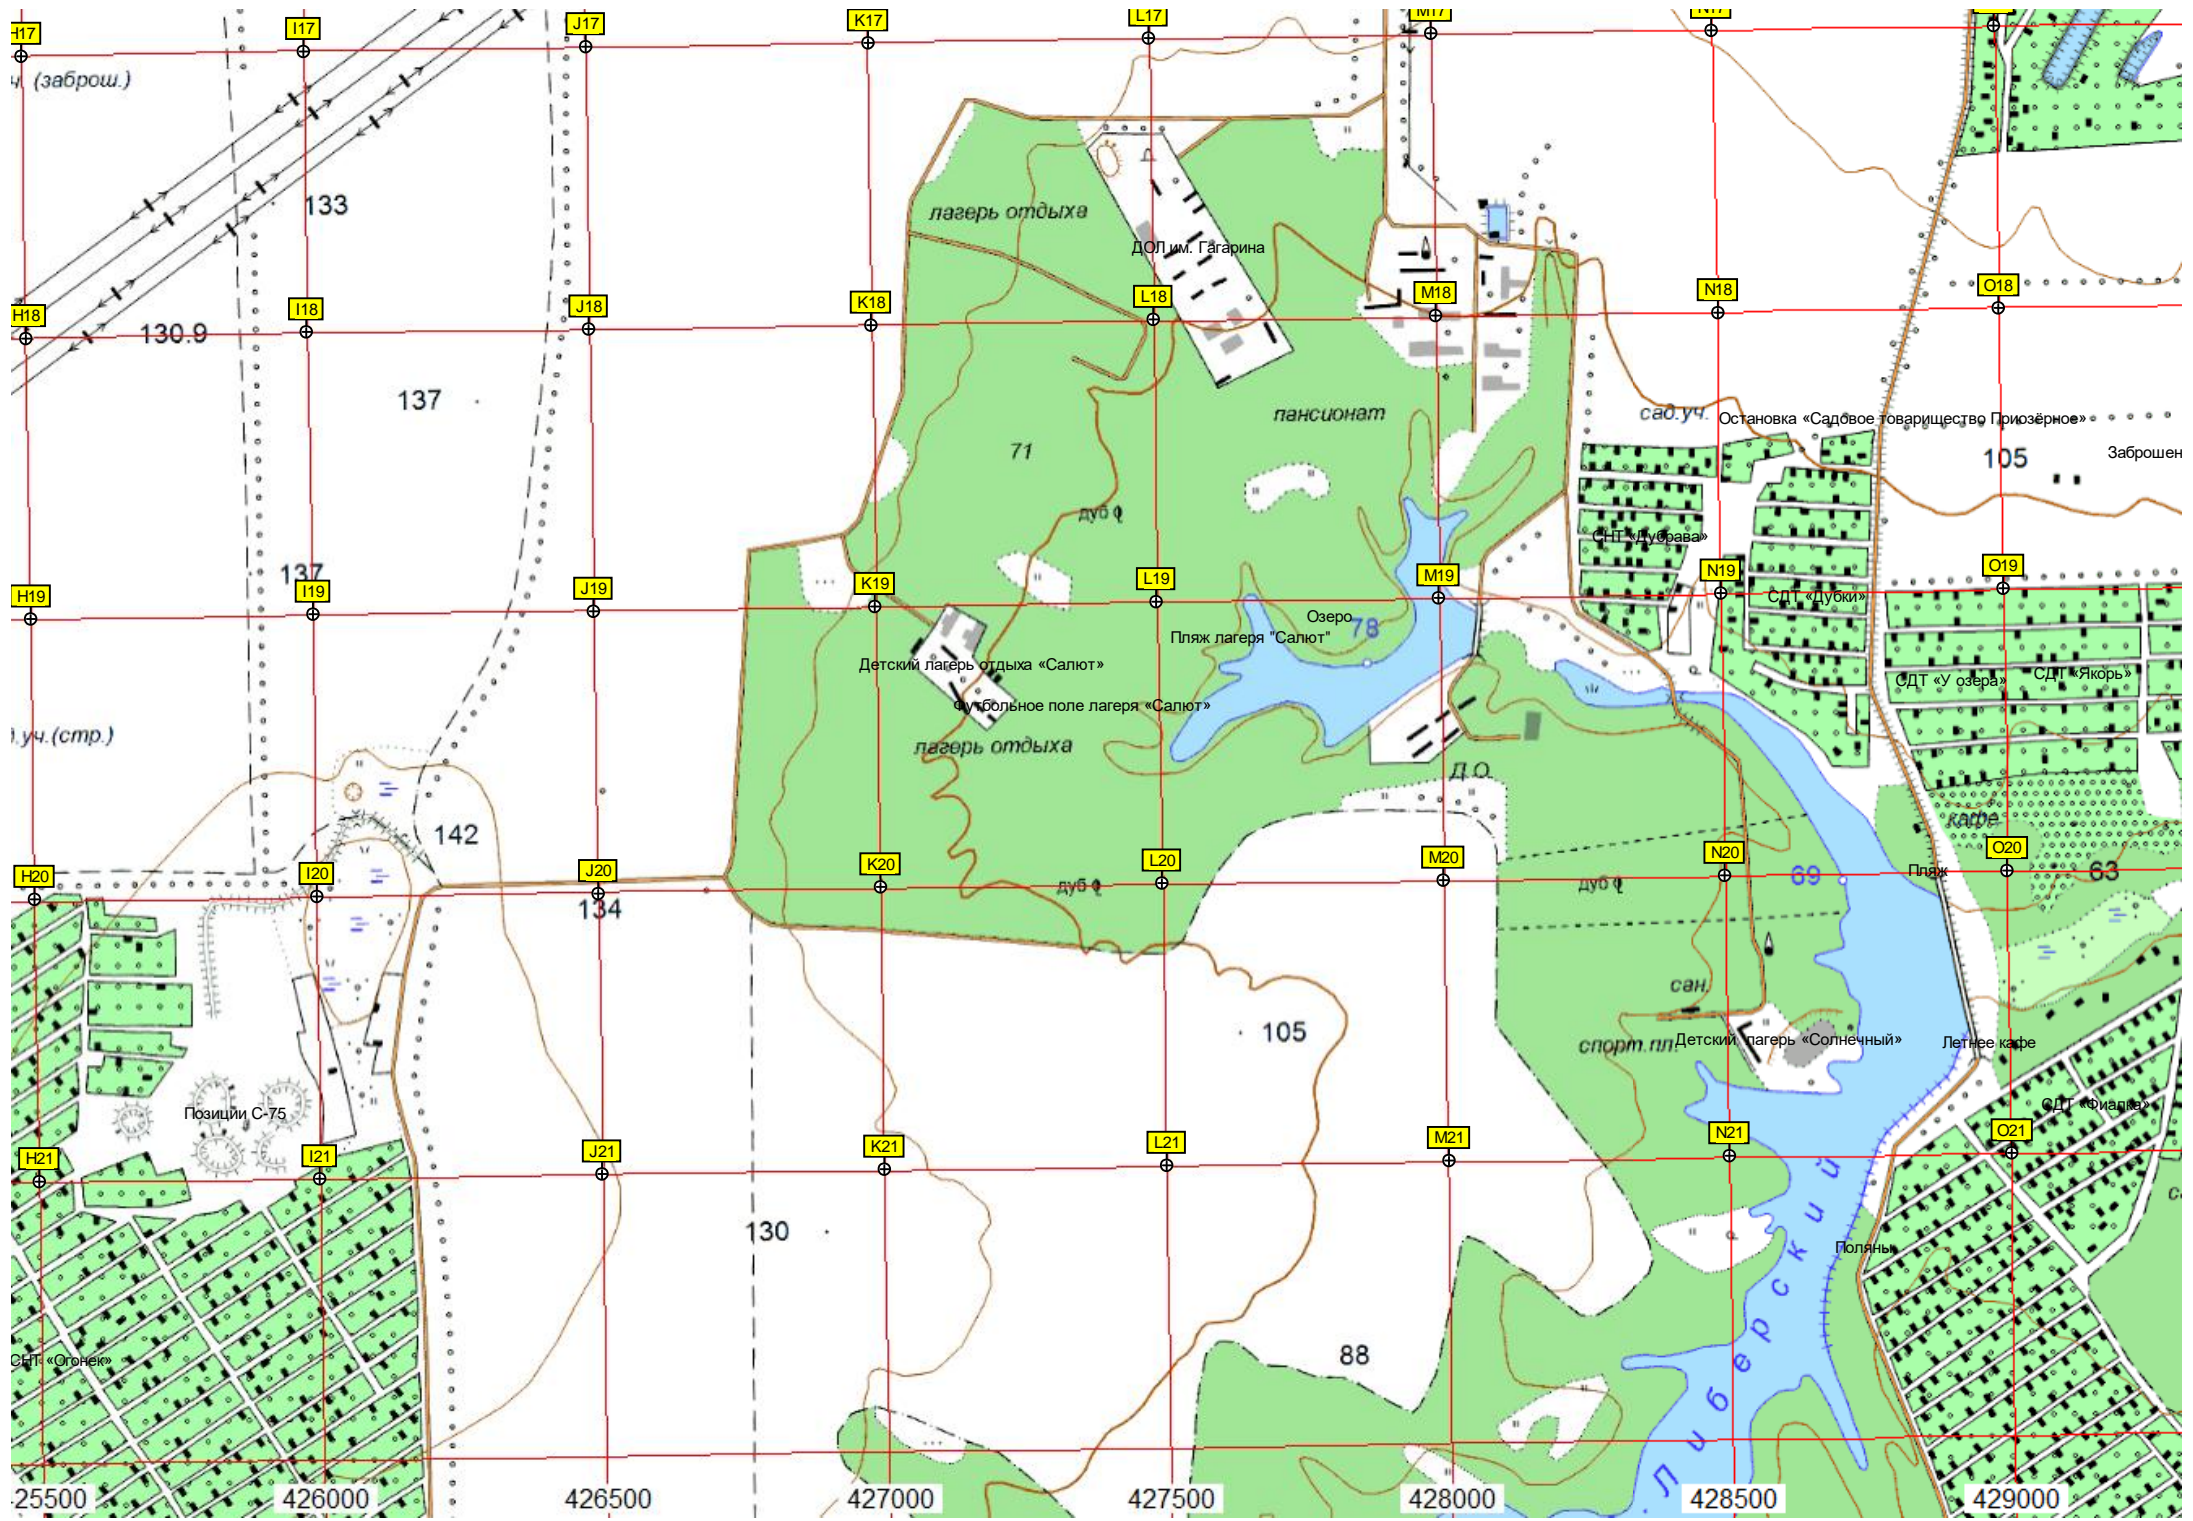 H17
I17
J17
K17
L17
M17
N17
(заброш.)
133
лагерь отдыха
ДОЛ им. Гагарина
H18
I18
J18
K18
L18
M18
N18
O18
130.9
137
71
пансионат
сад.уч.
Остановка «Садовое товарищество Приозёрное»
105
Заброшен
дуб
СНТ «Дубрава»
137
H19
I19
J19
K19
L19
M19
N19
O19
СДТ «Дубки»
Озеро
78
Пляж лагеря "Салют"
Детский лагерь отдыха «Салют»
СДТ «У озера»
СДТ «Якорь»
Футбольное поле лагеря «Салют»
уч.(стр.)
лагерь отдыха
Д.О.
142
кафе
H20
I20
J20
K20
L20
M20
N20
O20
134
дуб
дуб
69
Пляж
63
сан.
105
спорт.пл.
Детский лагерь «Солнечный»
Летнее кафе
Позиции С-75
СДТ «Фиалка»
H21
I21
J21
K21
L21
M21
N21
O21
130
Поляны
88
СНТ «Огонек»
Либерский
25500
426000
426500
427000
427500
428000
428500
429000